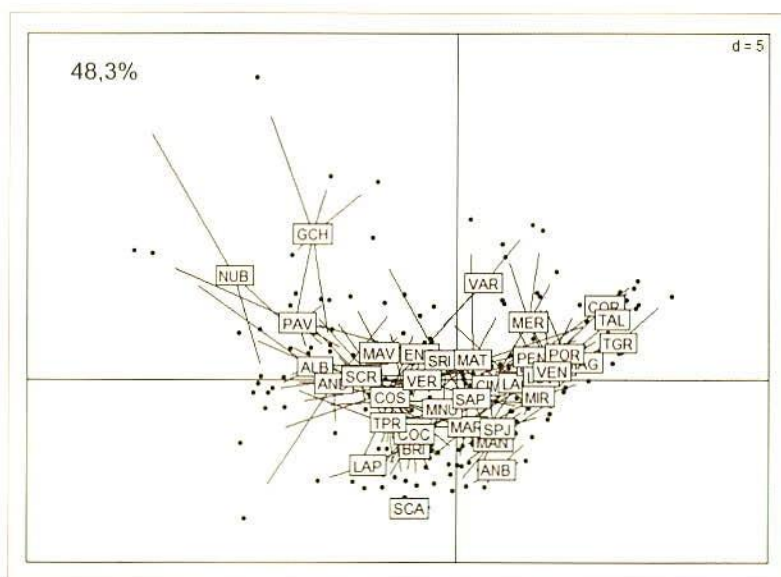 d = 5
48,3%
GCH
NUB
VAR
COR
TAL
PAV
MER
TGR
MAV
SRI
MAT
POR
ALB
VER
VEN
SCR
COS
SAP
MIR
MNU
TPR
MAR
SPJ
COC
MAN
BRI
LAP
ANB
SCA